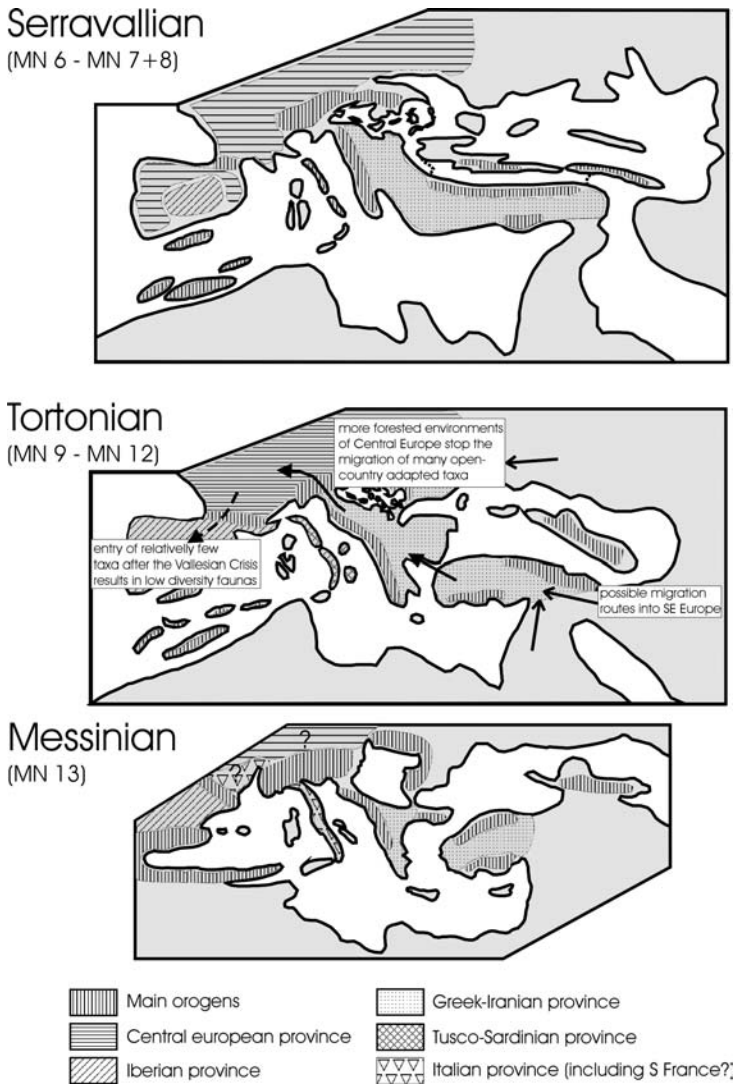 Serravallian
(MN 6 - MN 7+8)
Tortonian
(MN 9 - MN 12)
more forested environments
of Central Europe stop the
migration of many open-
country adapted taxa
entry of relativelly few
taxa after the Vallesian Crisis
results in low diversity faunas
possible migration
routes into SE Europe
Messinian
(MN 13)
?
?
Main orogens
Central european province
Iberian province
Greek-Iranian province
Tusco-Sardinian province
Italian province (including S France?)